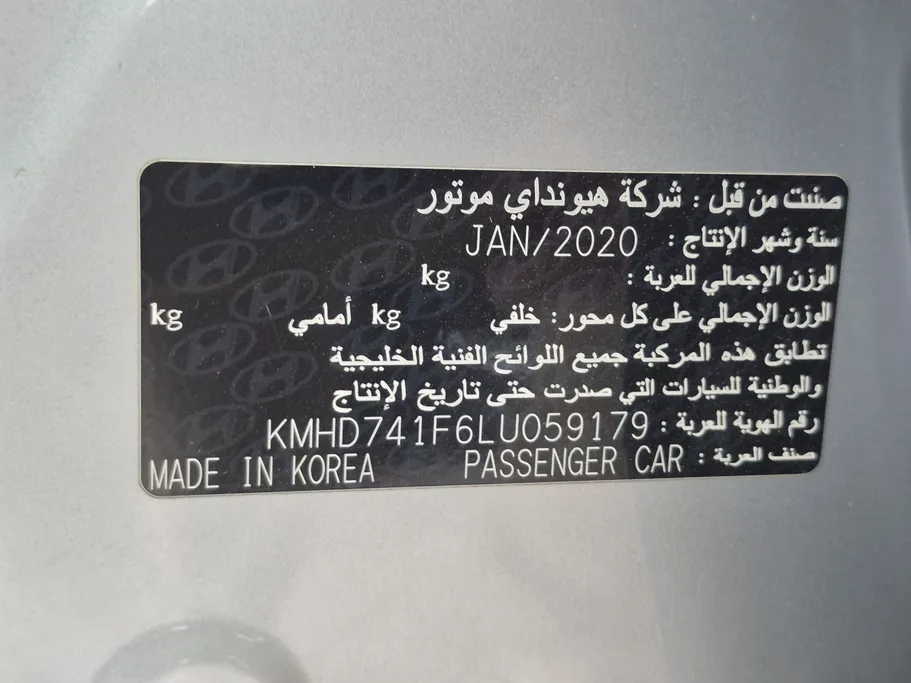 صنعت من قبل : شركة هيونداي موتور
سنة وشهر الإنتاج : JAN/2020
الوزن الإجمالي للعربة : kg
الوزن الإجمالي على كل محور: خلفي kg أمامي kg
تطابق هذه المركبة جميع اللوائح الفنية الخليجية
والوطنية للسيارات التي صدرت حتى تاريخ الإنتاج
رقم الهوية للعربة : KMHD741F6LU059179
صنف العربة : PASSENGER CAR MADE IN KOREA